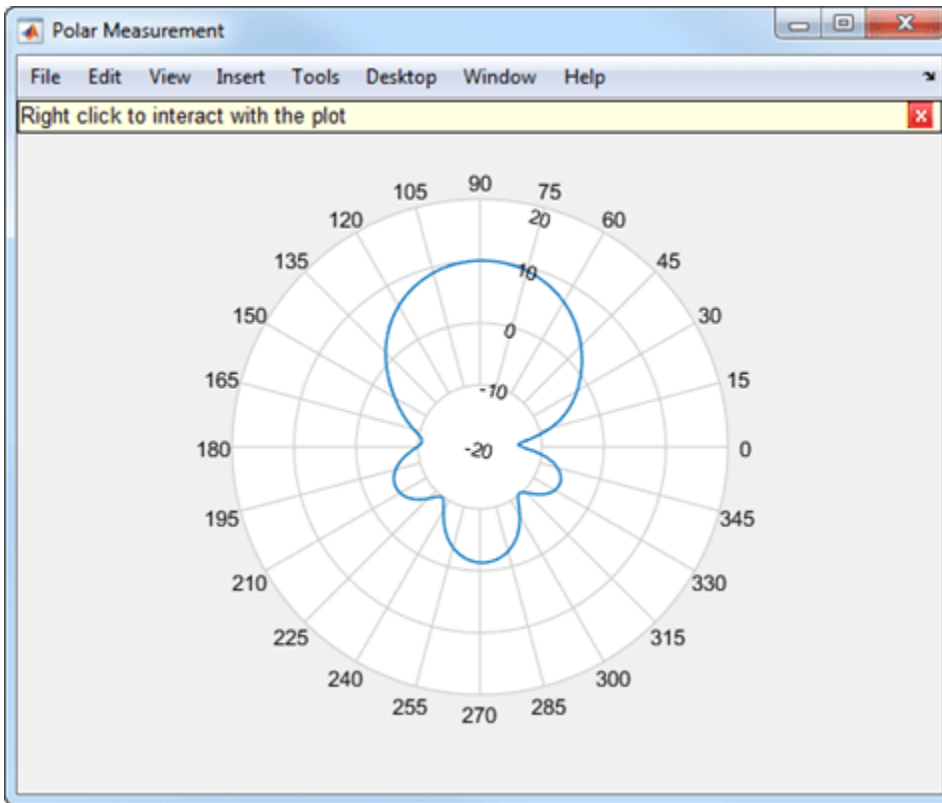 Polar Measurement
File Edit View Insert Tools Desktop Window Help
Right click to interact with the plot
90
105 75
120 20 60
135 45
10
150 30
0
165 15
-10
180 -20 0
195 345
210 330
225 315
240 300
255 285
270